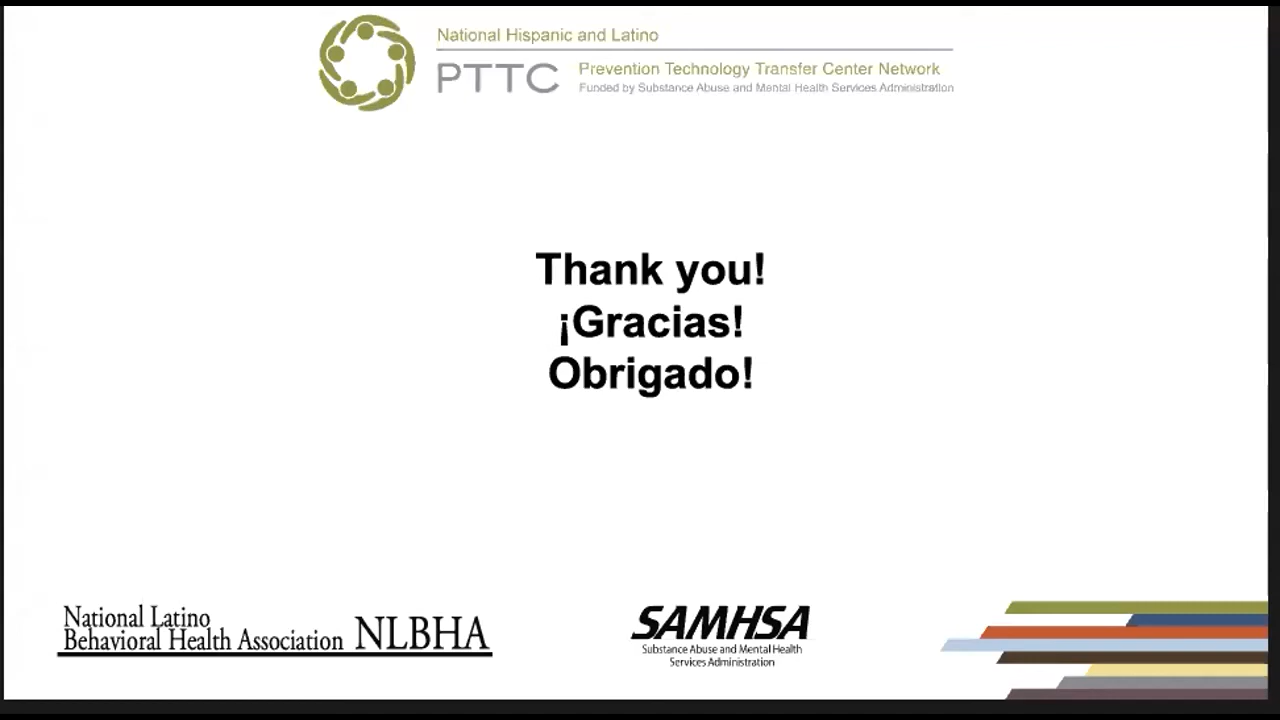 National Hispanic and Latino
PTTC
Prevention Technology Transfer Center Network
Funded by Substance Abuse and Mental Health Services Administration
Thank you!
¡Gracias!
Obrigado!
National Latino
Behavioral Health Association NLBHA
SAMHSA
Substance Abuse and Mental Health
Services Administration